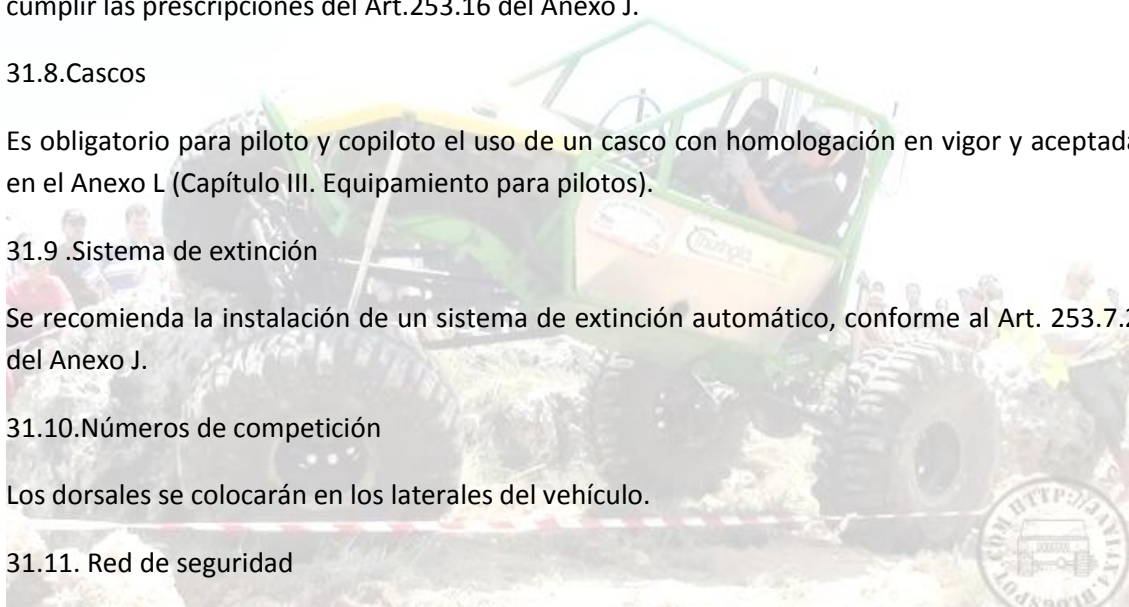 cumplir las prescripciones del Art.253.16 del Anexo J.
31.8.Cascos
Es obligatorio para piloto y copiloto el uso de un casco con homologación en vigor y aceptada
en el Anexo L (Capítulo III. Equipamiento para pilotos).
31.9 .Sistema de extinción
Se recomienda la instalación de un sistema de extinción automático, conforme al Art. 253.7.2
del Anexo J.
31.10.Números de competición
Los dorsales se colocarán en los laterales del vehículo.
31.11. Red de seguridad